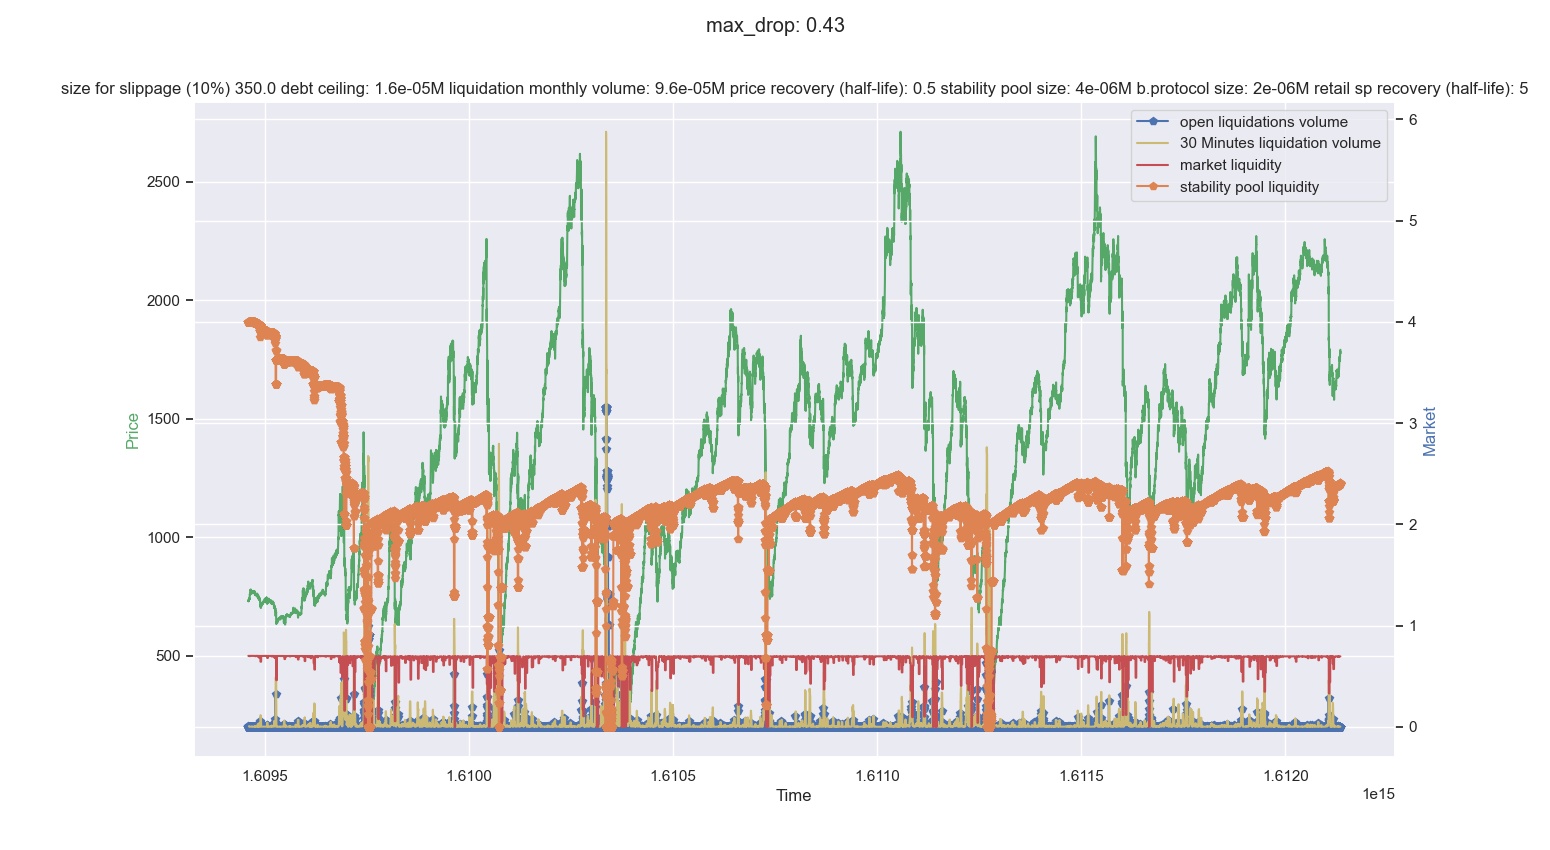 max_drop: 0.43
size for slippage (10%) 350.0 debt ceiling: 1.6e-05M liquidation monthly volume: 9.6e-05M price recovery (half-life): 0.5 stability pool size: 4e-06M b.protocol size: 2e-06M retail sp recovery (half-life): 5
open liquidations volume
30 Minutes liquidation volume
market liquidity
stability pool liquidity
2500
2000
1500
1000
500
Price
6
5
4
3
2
1
0
Market
1.6095 1.6100 1.6105 1.6110 1.6115 1.6120
Time
1e15